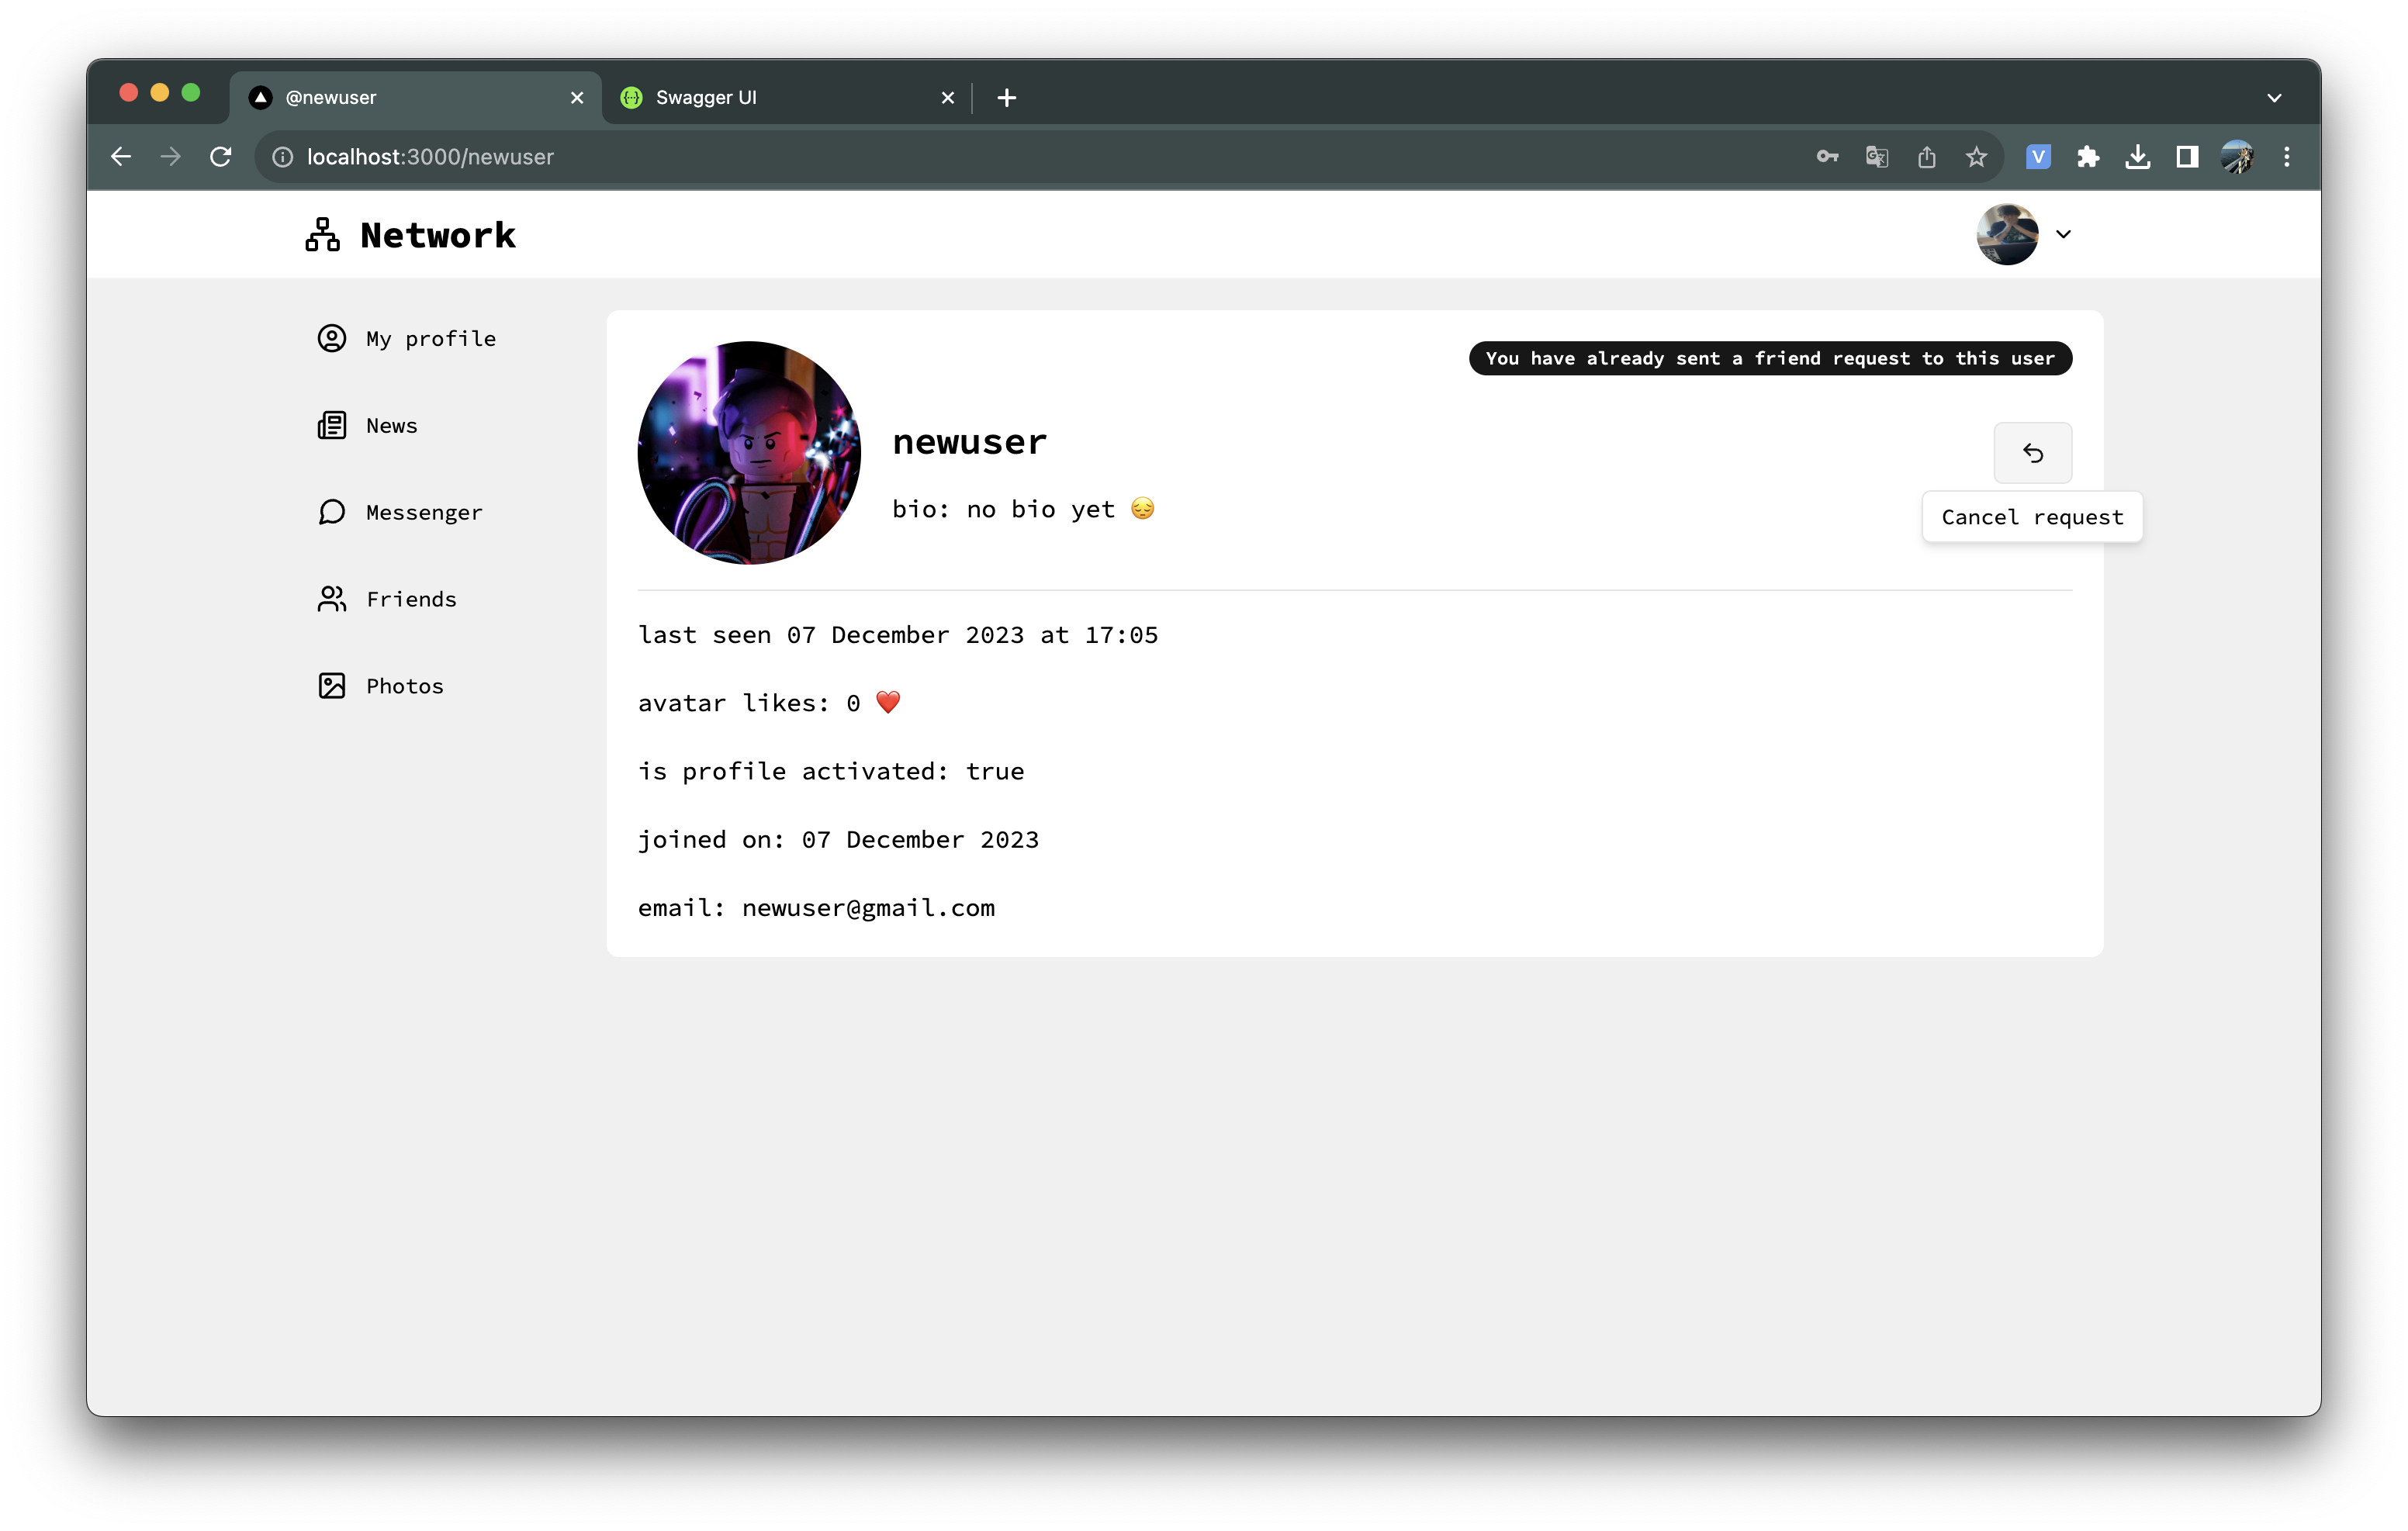 @newuser
Swagger UI
localhost:3000/newuser
V
Network
My profile
News
Messenger
Friends
Photos
You have already sent a friend request to this user
newuser
bio: no bio yet 😔
Cancel request
last seen 07 December 2023 at 17:05
avatar likes: 0 ❤️
is profile activated: true
joined on: 07 December 2023
email: newuser@gmail.com